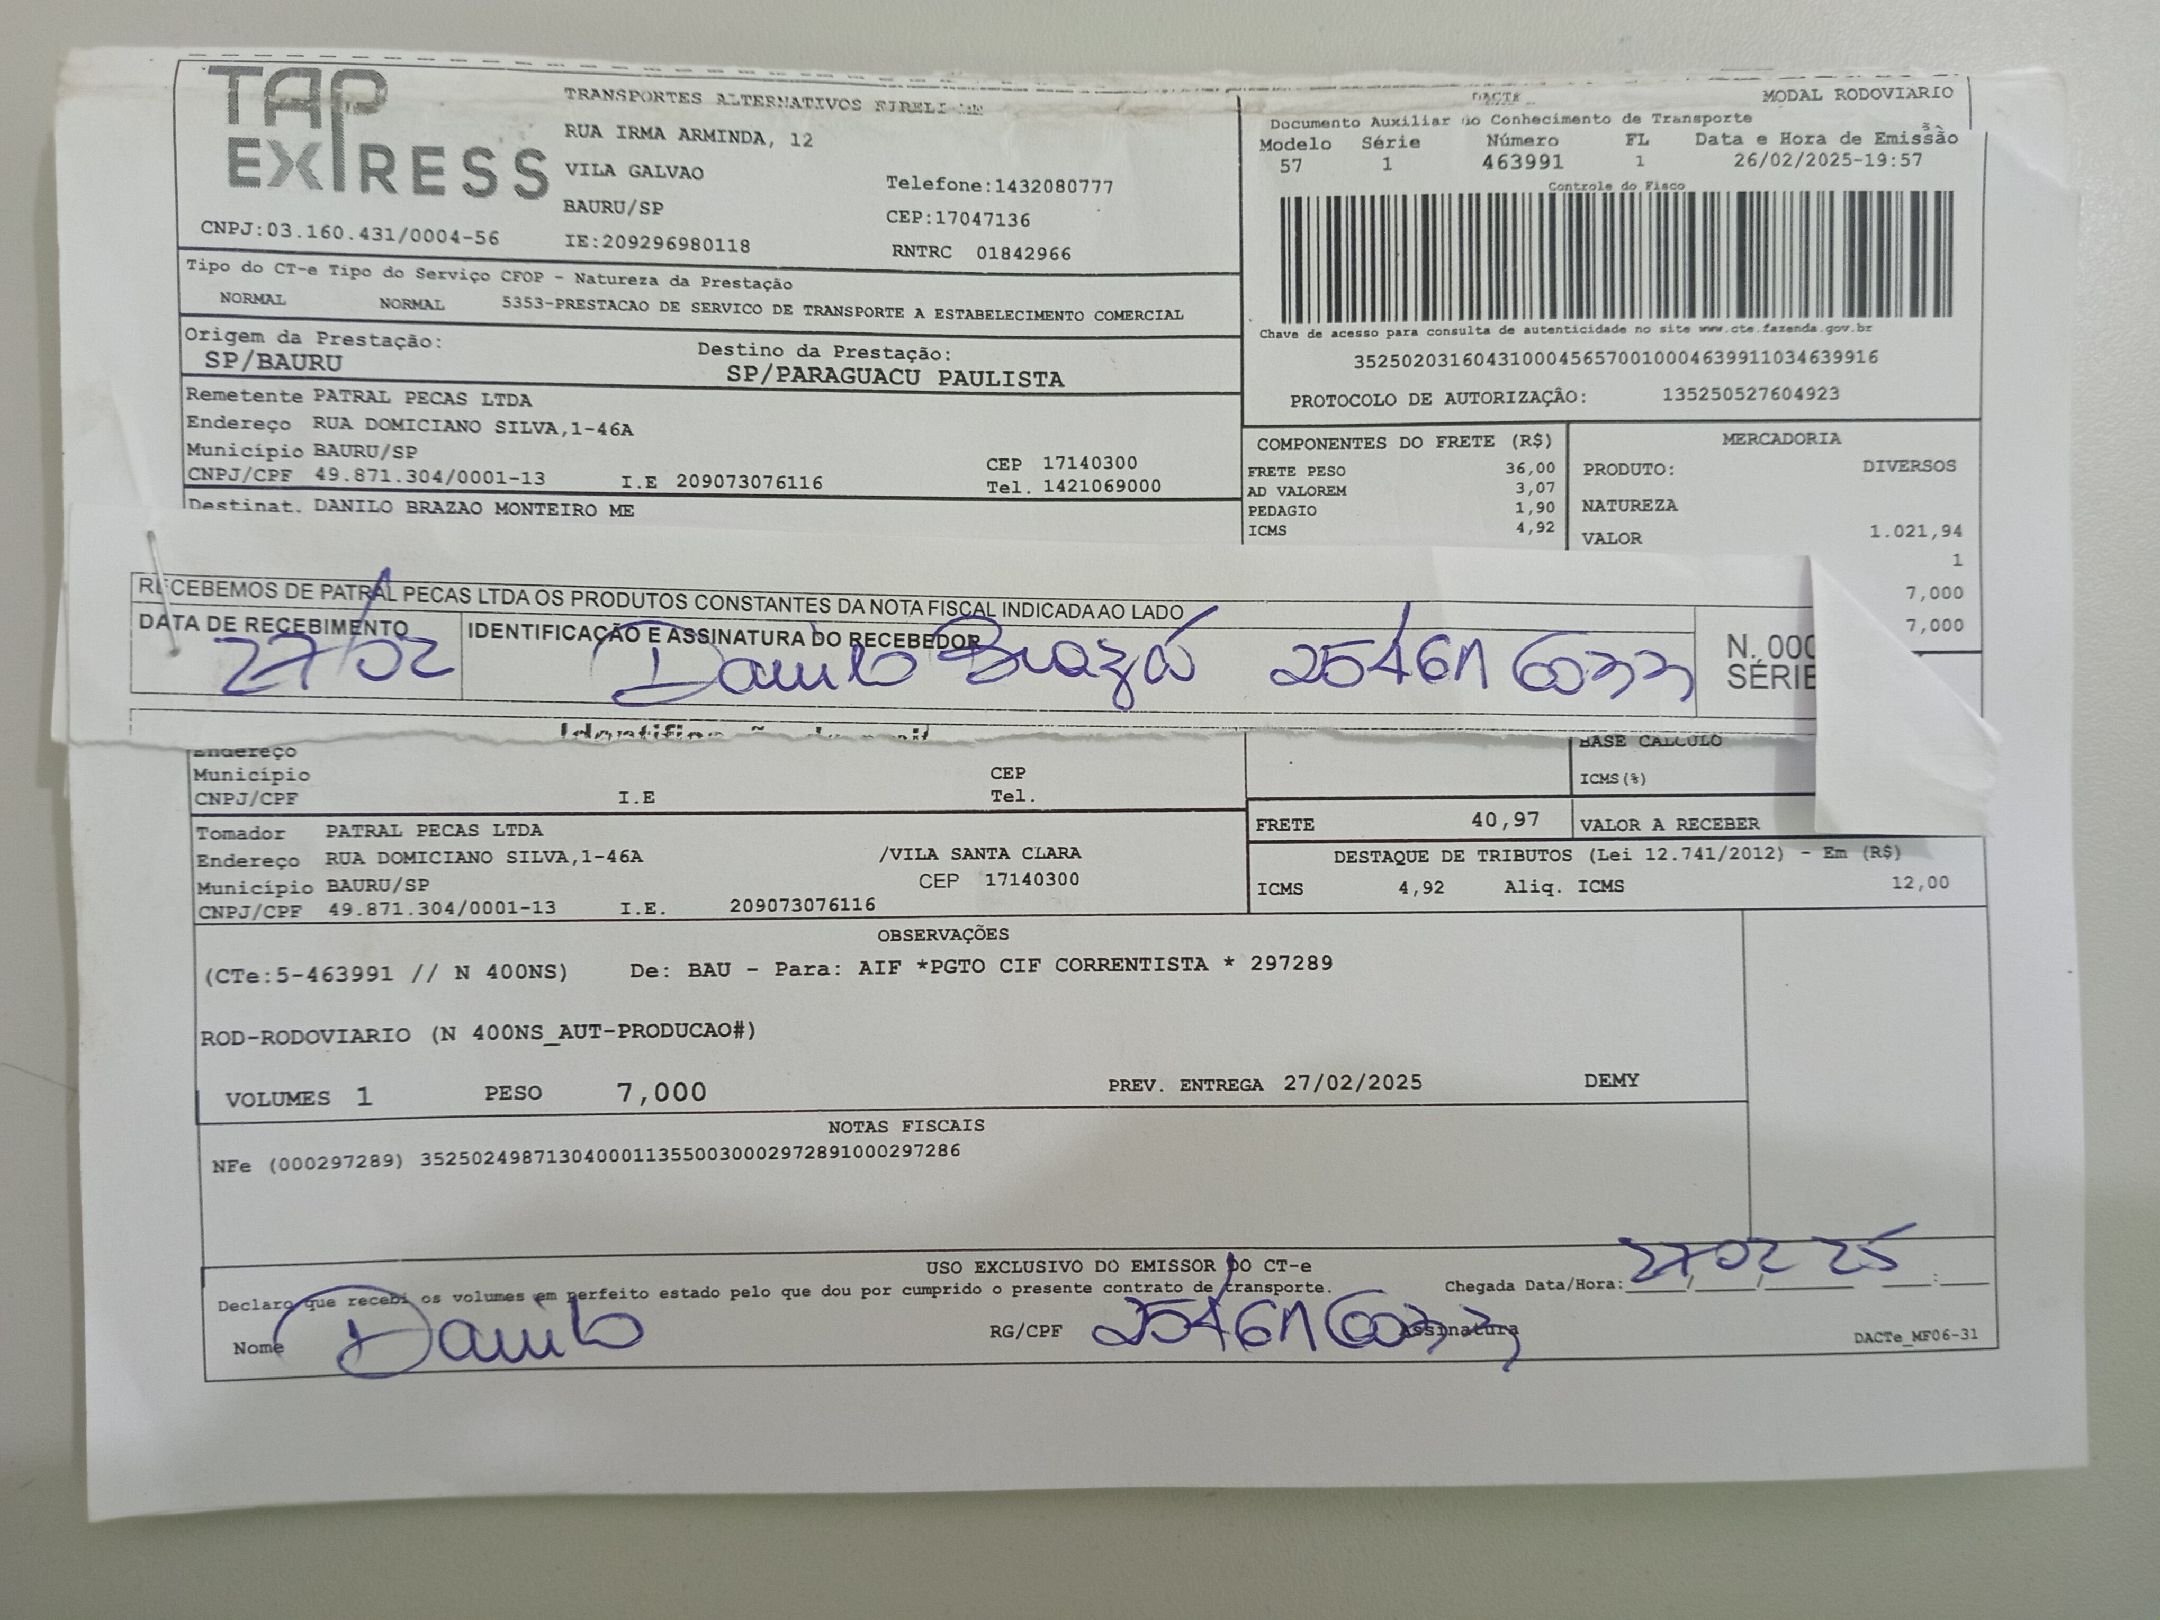 TAP EXPRESS
CNPJ:03.160.431/0004-56
TRANSPORTES ALTERNATIVOS EIRELI ME
RUA IRMA ARMINDA, 12
VILA GALVAO
BAURU/SP
IE:209296980118
Telefone:1432080777
CEP:17047136
RNTRC 01842966
DACTE
MODAL RODOVIARIO
Documento Auxiliar do Conhecimento de Transporte
Modelo Série Número FL Data e Hora de Emissão
57 1 463991 1 26/02/2025-19:57
Controle do Fisco
Chave de acesso para consulta de autenticidade no site www.cte.fazenda.gov.br
35250203160431000456570010004639911034639916
PROTOCOLO DE AUTORIZAÇÃO: 135250527604923
Tipo do CT-e Tipo do Serviço CFOP - Natureza da Prestação
NORMAL NORMAL 5353-PRESTACAO DE SERVICO DE TRANSPORTE A ESTABELECIMENTO COMERCIAL
Origem da Prestação: Destino da Prestação:
SP/BAURU SP/PARAGUACU PAULISTA
Remetente PATRAL PECAS LTDA
Endereço RUA DOMICIANO SILVA,1-46A
Município BAURU/SP CEP 17140300
CNPJ/CPF 49.871.304/0001-13 I.E 209073076116 Tel. 1421069000
Destinat. DANILO BRAZAO MONTEIRO ME
COMPONENTES DO FRETE (R$)
FRETE PESO 36,00
AD VALOREM 3,07
PEDAGIO 1,90
ICMS 4,92
MERCADORIA
PRODUTO: DIVERSOS
NATUREZA
VALOR 1.021,94
1
7,000
7,000
RECEBEMOS DE PATRAL PECAS LTDA OS PRODUTOS CONSTANTES DA NOTA FISCAL INDICADA AO LADO
DATA DE RECEBIMENTO IDENTIFICAÇÃO E ASSINATURA DO RECEBEDOR
27/02 Danilo Brazão
N. 000
SÉRIE
Endereço
Município CEP
CNPJ/CPF I.E Tel.
BASE CALCULO
ICMS(%)
FRETE 40,97 VALOR A RECEBER
Tomador PATRAL PECAS LTDA
Endereço RUA DOMICIANO SILVA,1-46A /VILA SANTA CLARA
Município BAURU/SP CEP 17140300
CNPJ/CPF 49.871.304/0001-13 I.E. 209073076116
DESTAQUE DE TRIBUTOS (Lei 12.741/2012) - Em (R$)
ICMS 4,92 Aliq. ICMS 12,00
OBSERVAÇÕES
(CTe:5-463991 // N 400NS) De: BAU - Para: AIF *PGTO CIF CORRENTISTA * 297289
ROD-RODOVIARIO (N 400NS_AUT-PRODUCAO#)
VOLUMES 1 PESO 7,000 PREV. ENTREGA 27/02/2025 DEMY
NOTAS FISCAIS
NFe (000297289) 35250249871304000113550030002972891000297286
USO EXCLUSIVO DO EMISSOR DO CT-e
Declaro que recebi os volumes em perfeito estado pelo que dou por cumprido o presente contrato de transporte. Chegada Data/Hora: 27/02/25
Nome Danilo RG/CPF Assinatura
DACTe_MF06-31